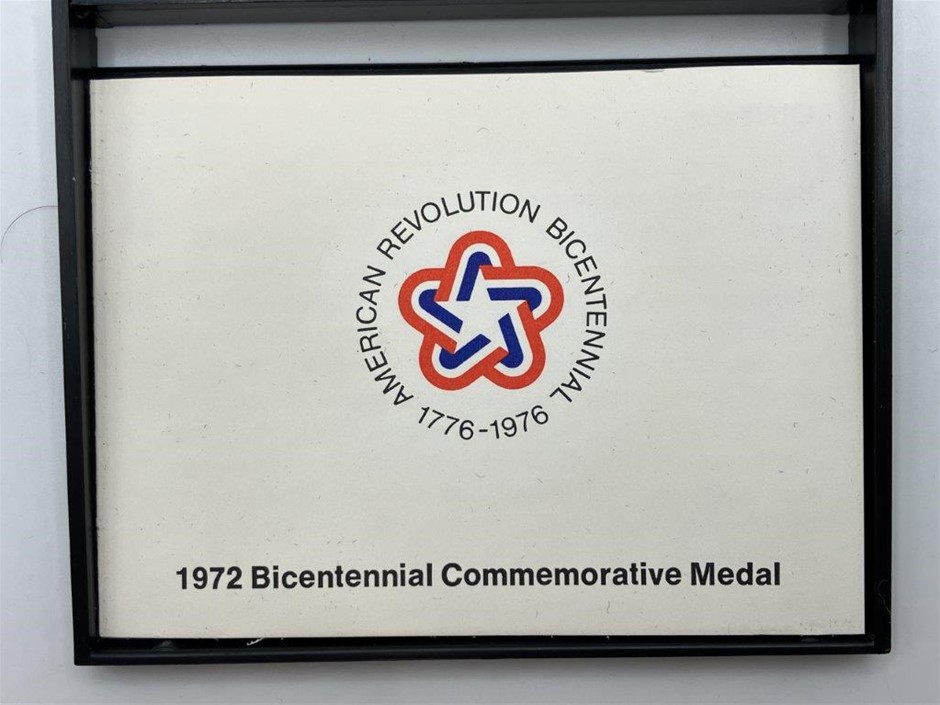 AMERICAN REVOLUTION BICENTENNIAL
1776-1976
1972 Bicentennial Commemorative Medal